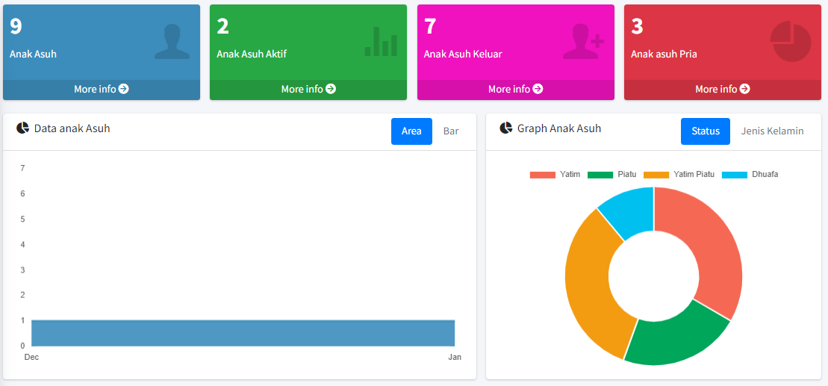 9
Anak Asuh
More info
2
Anak Asuh Aktif
More info
7
Anak Asuh Keluar
More info
3
Anak asuh Pria
More info
Data anak Asuh
Area
Bar
7
6
5
4
3
2
1
0
Dec
Jan
Graph Anak Asuh
Status
Jenis Kelamin
Yatim
Piatu
Yatim Piatu
Dhuafa